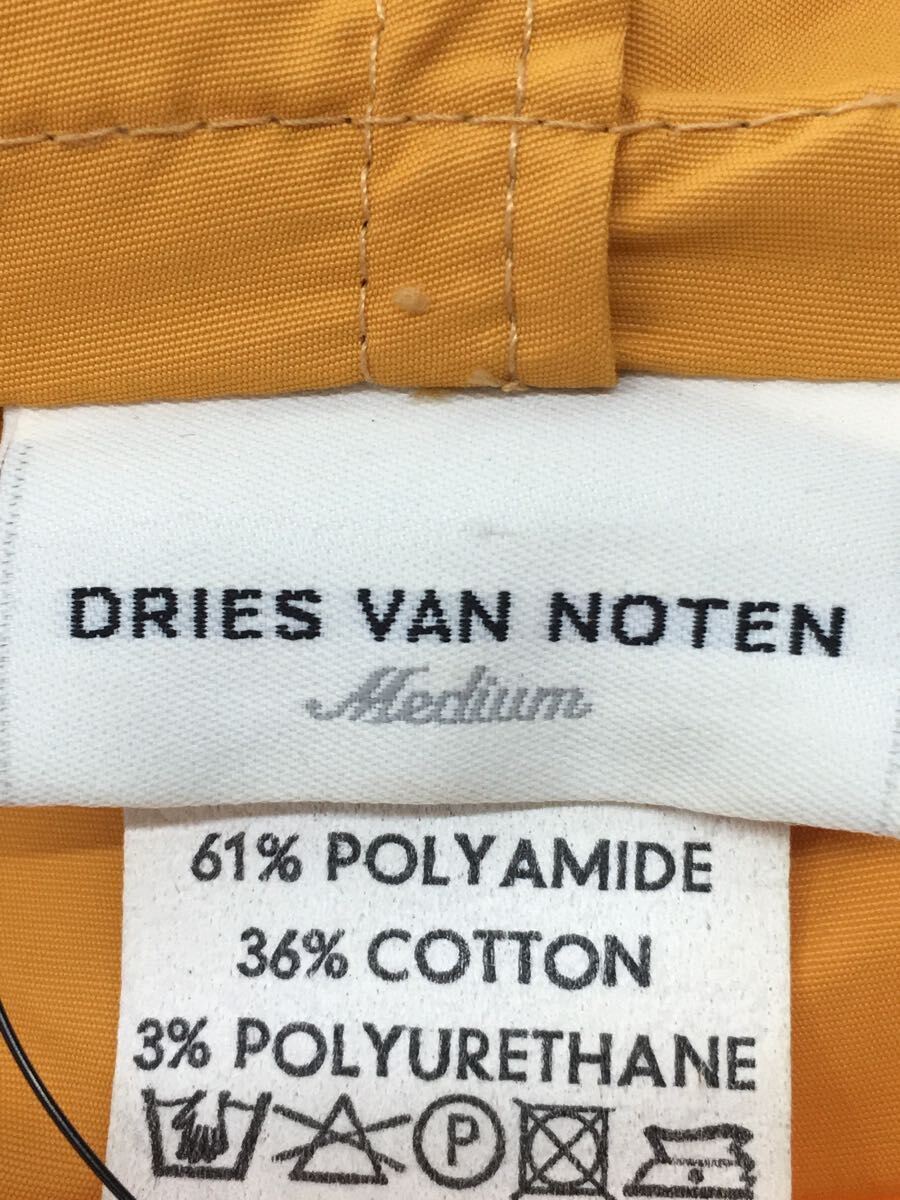 DRIES VAN NOTEN
Medium
61% POLYAMIDE
36% COTTON
3% POLYURETHANE
P